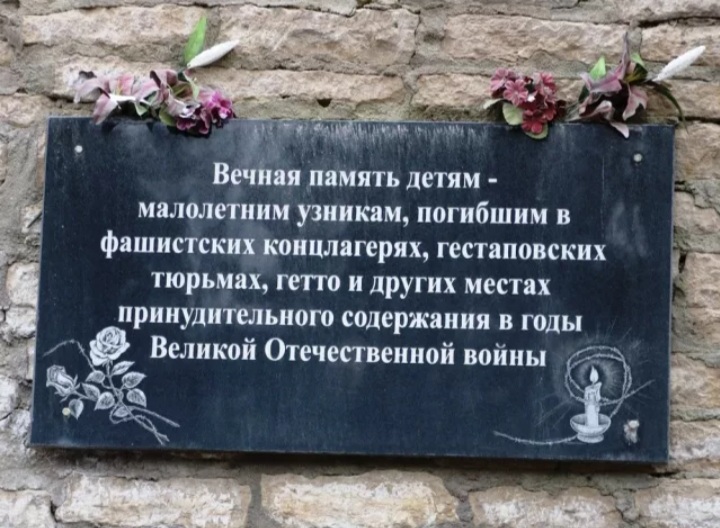 Вечная память детям -
малолетним узникам, погибшим в
фашистских концлагерях, гестаповских
тюрьмах, гетто и других местах
принудительного содержания в годы
Великой Отечественной войны